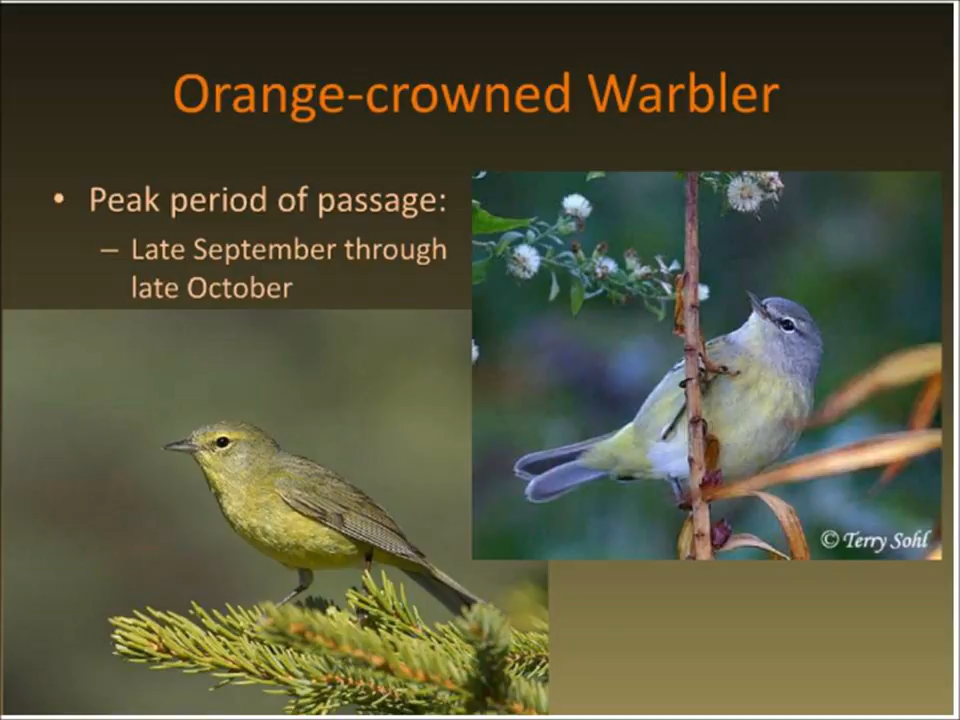 Orange-crowned Warbler
• Peak period of passage:
– Late September through
late October
© Terry Sohl